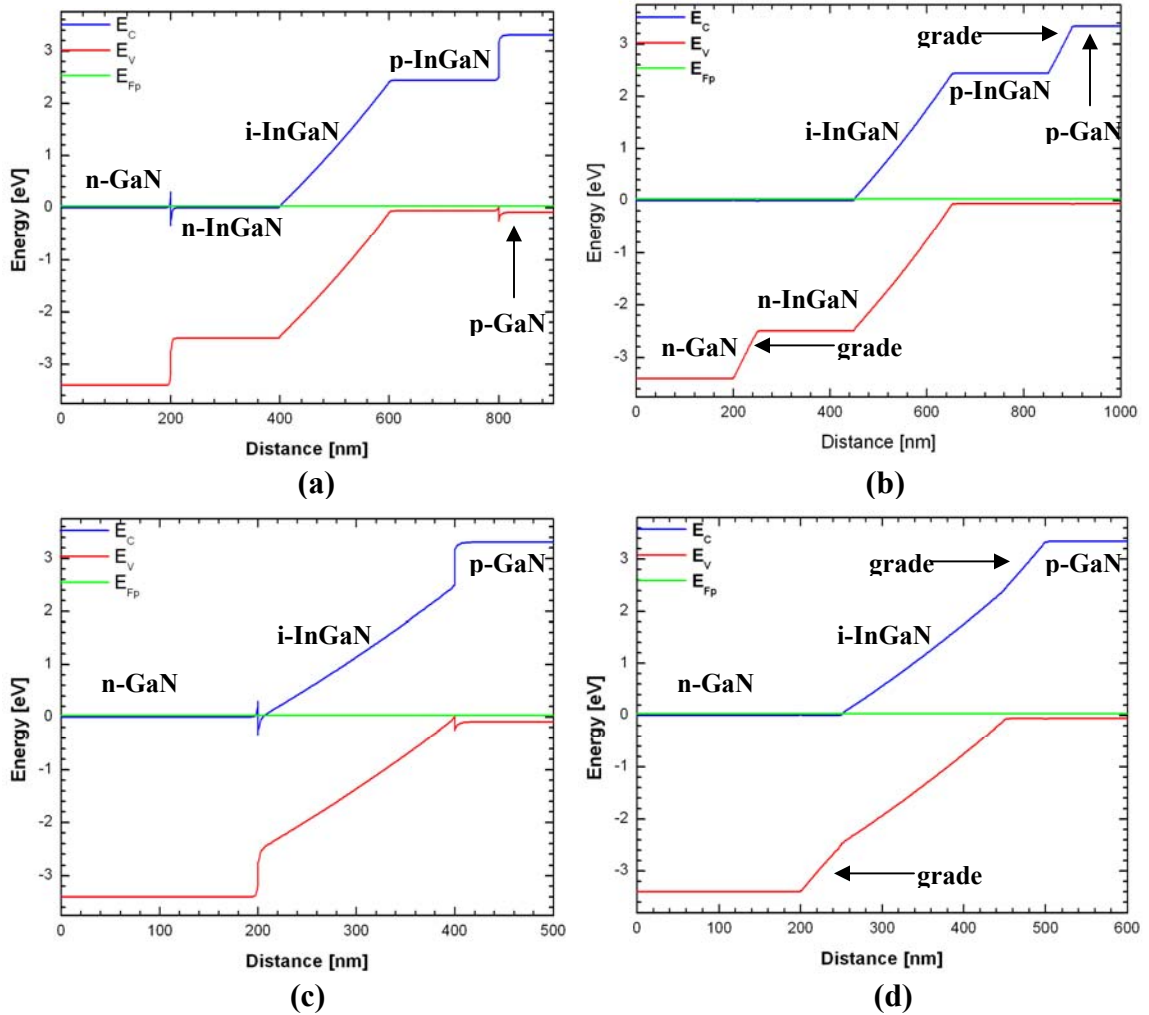 E_C
E_V
E_Fp
p-InGaN
i-InGaN
n-GaN
n-InGaN
p-GaN
Energy [eV]
3
2
1
0
-1
-2
-3
0 200 400 600 800
Distance [nm]
(a)
E_C
E_V
E_Fp
grade
p-InGaN
i-InGaN
p-GaN
n-InGaN
n-GaN
grade
Energy [eV]
3
2
1
0
-1
-2
-3
0 200 400 600 800 1000
Distance [nm]
(b)
E_C
E_V
E_Fp
p-GaN
i-InGaN
n-GaN
Energy [eV]
3
2
1
0
-1
-2
-3
0 100 200 300 400 500
Distance [nm]
(c)
E_C
E_V
E_Fp
grade
p-GaN
i-InGaN
n-GaN
grade
Energy [eV]
3
2
1
0
-1
-2
-3
0 100 200 300 400 500 600
Distance [nm]
(d)